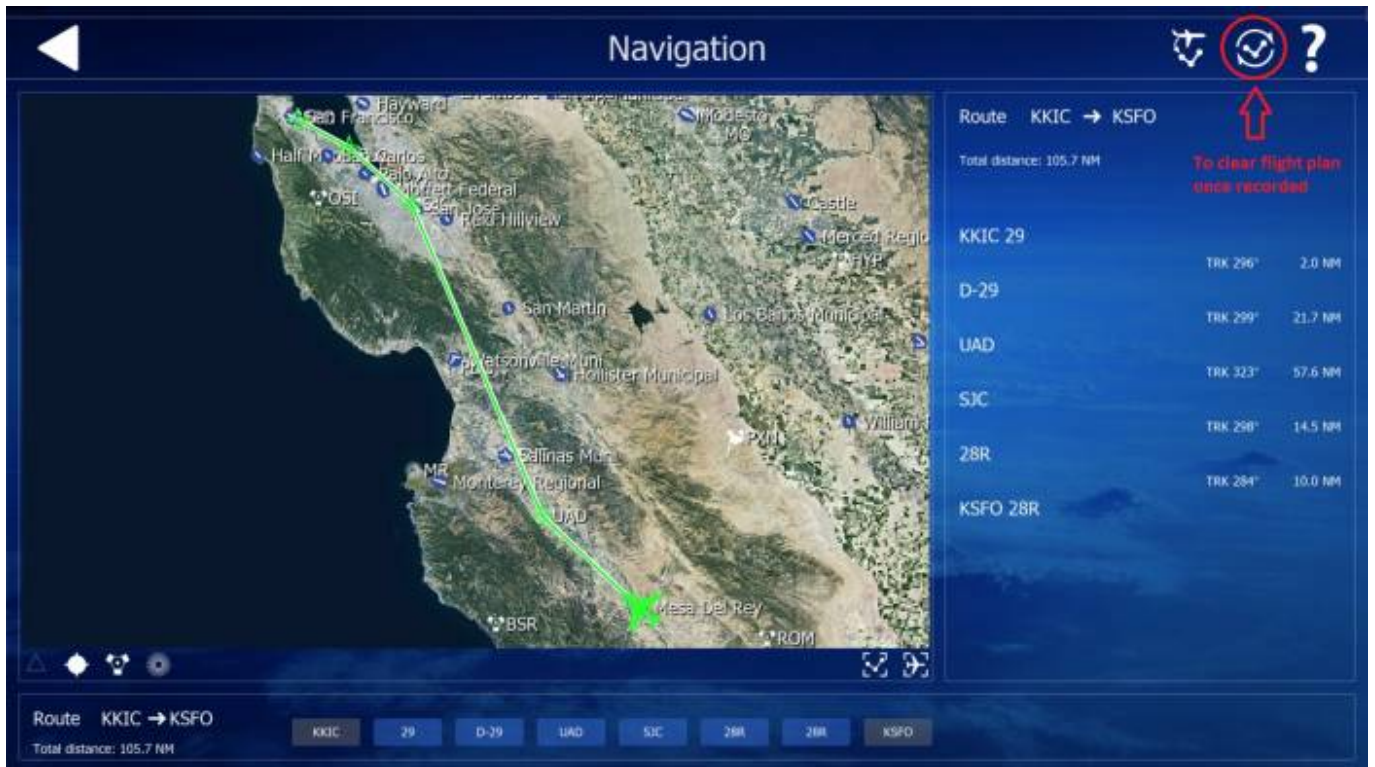 Navigation
?
Route KKIC → KSFO
Total distance: 105.7 NM
To clear flight plan
once recorded
KKIC 29
TRK 296° 2.0 NM
D-29
TRK 299° 21.7 NM
UAD
TRK 323° 57.6 NM
SJC
TRK 298° 14.5 NM
28R
TRK 284° 10.0 NM
KSFO 28R
Hayward
San Francisco
Modesto
Half
Carlos
Palo Alto
Moffett Federal
OSI
San Jose
Reid Hillview
Castle
Merced Regio
HYP
San Martin
Los Banos Municipal
Watsonville Muni
Hollister Municipal
William
PXN
Salinas Mun
MR
Monterey Regional
UAD
Mesa Del Rey
BSR
ROM
Route KKIC → KSFO
Total distance: 105.7 NM
KKIC 29 D-29 UAD SJC 28R 28R KSFO